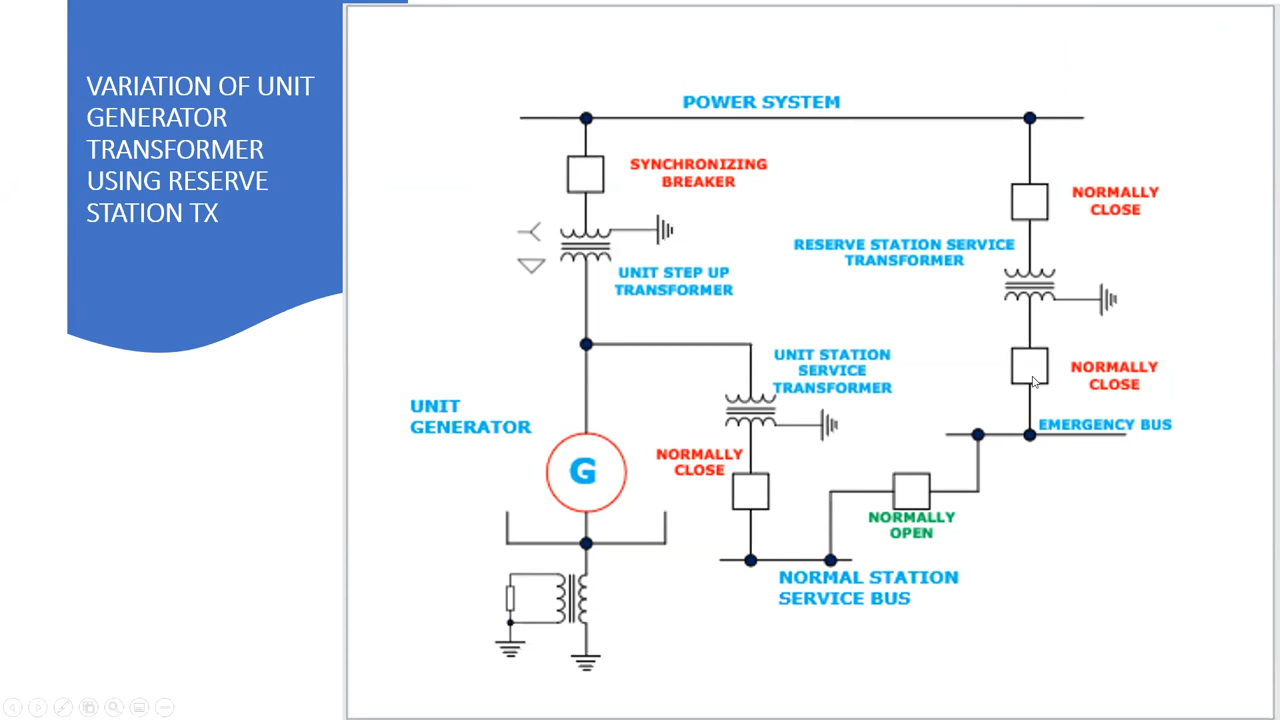 VARIATION OF UNIT
GENERATOR
TRANSFORMER
USING RESERVE
STATION TX
POWER SYSTEM
SYNCHRONIZING
BREAKER
NORMALLY
CLOSE
RESERVE STATION SERVICE
TRANSFORMER
UNIT STEP UP
TRANSFORMER
UNIT STATION
SERVICE
TRANSFORMER
NORMALLY
CLOSE
UNIT
GENERATOR
EMERGENCY BUS
NORMALLY
CLOSE
G
NORMALLY
OPEN
NORMAL STATION
SERVICE BUS